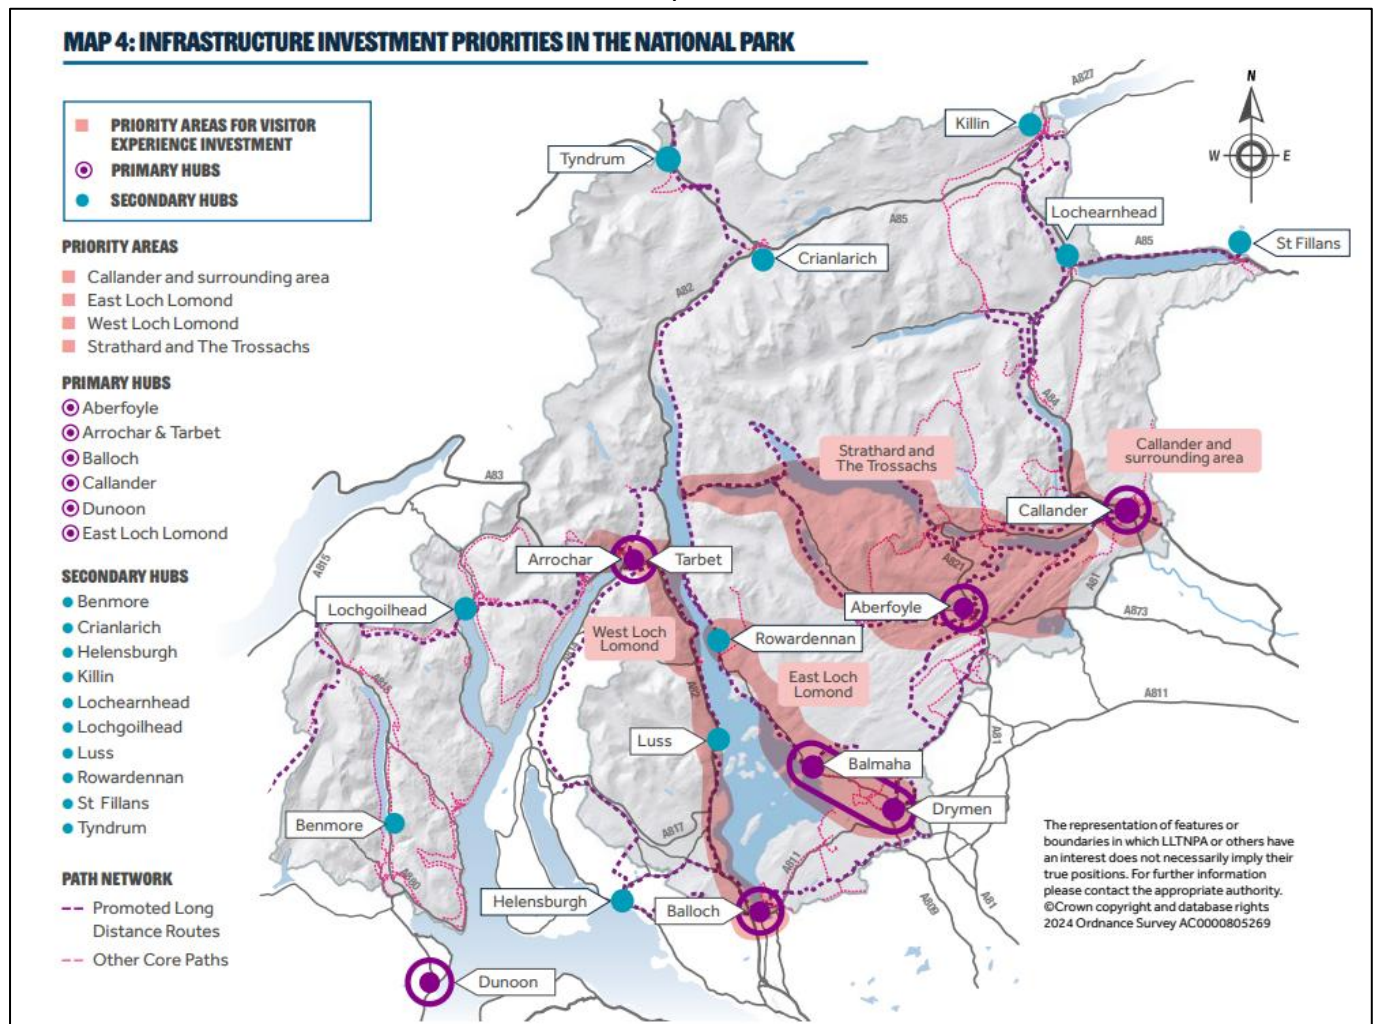 MAP 4: INFRASTRUCTURE INVESTMENT PRIORITIES IN THE NATIONAL PARK
PRIORITY AREAS FOR VISITOR
EXPERIENCE INVESTMENT
PRIMARY HUBS
SECONDARY HUBS
PRIORITY AREAS
Callander and surrounding area
East Loch Lomond
West Loch Lomond
Strathard and The Trossachs
PRIMARY HUBS
Aberfoyle
Arrochar & Tarbet
Balloch
Callander
Dunoon
East Loch Lomond
SECONDARY HUBS
Benmore
Crianlarich
Helensburgh
Killin
Lochearnhead
Lochgoilhead
Luss
Rowardennan
St Fillans
Tyndrum
PATH NETWORK
Promoted Long
Distance Routes
Other Core Paths
A827
N
W
E
Killin
Tyndrum
Lochearnhead
A85
A85
St Fillans
Crianlarich
A82
A84
Strathard and
The Trossachs
Callander and
surrounding area
A83
Callander
Arrochar
Tarbet
A821
A815
A81
Lochgoilhead
Aberfoyle
A873
West Loch
Lomond
Rowardennan
A814
East Loch
Lomond
A82
A815
A811
Luss
A81
Balmaha
Drymen
Benmore
A817
A811
A880
Helensburgh
Balloch
A809
A81
Dunoon
The representation of features or
boundaries in which LLTNPA or others have
an interest does not necessarily imply their
true positions. For further information
please contact the appropriate authority.
©Crown copyright and database rights
2024 Ordnance Survey AC0000805269